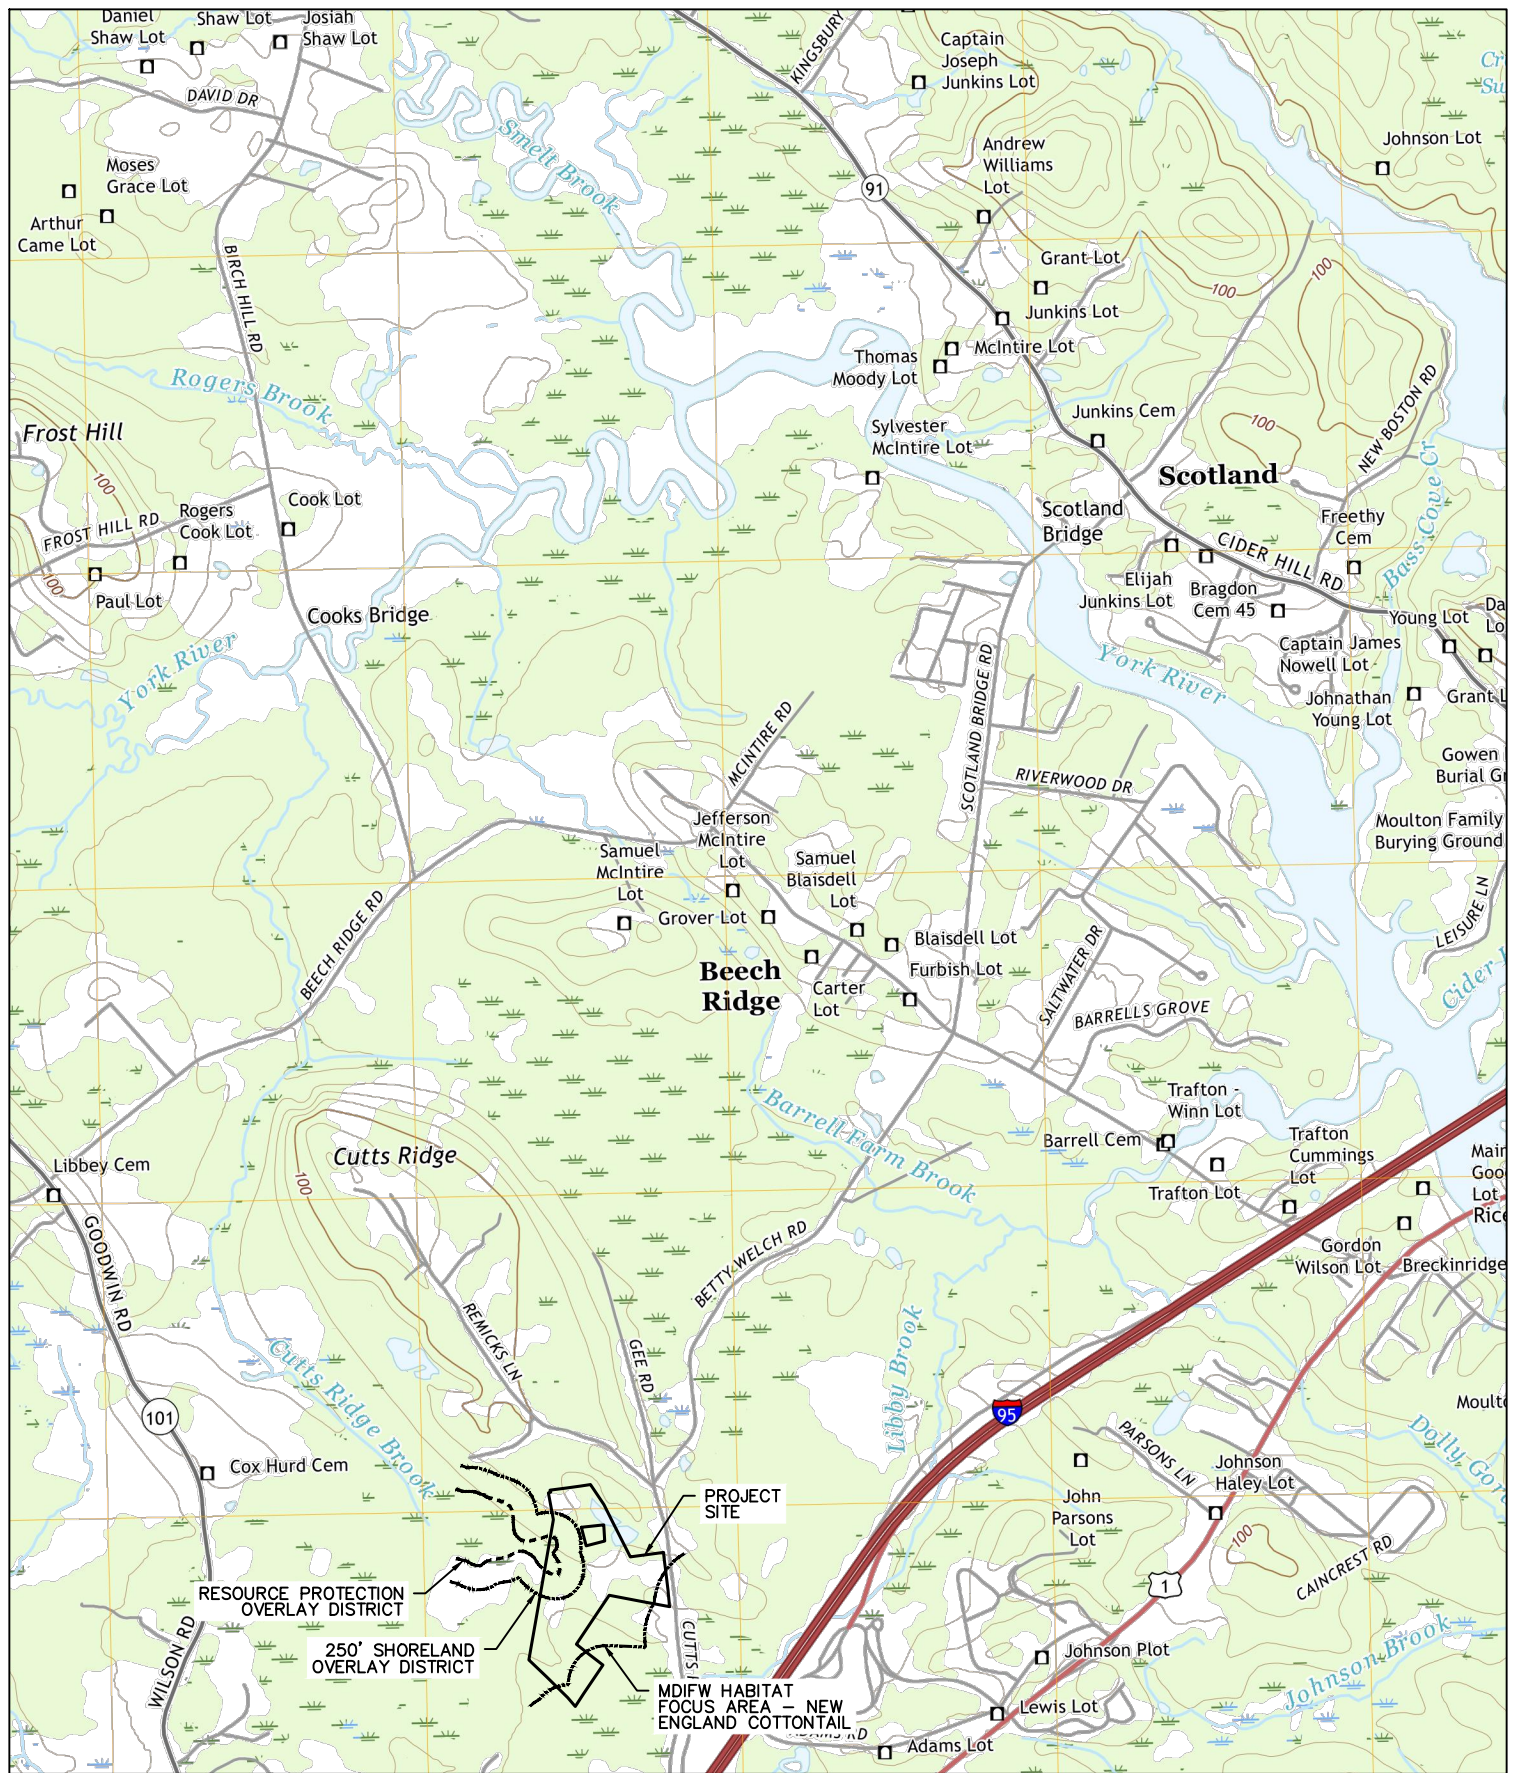 Daniel
Shaw Lot
Shaw Lot
Josiah
Shaw Lot
KINGSBURY
Captain
Joseph
Junkins Lot
DAVID DR
Smelt Brook
Johnson Lot
Moses
Grace Lot
Andrew
Williams
Lot
91
Arthur
Came Lot
BIRCH HILL RD
Grant Lot
100
100
Junkins Lot
McIntire Lot
Thomas
Moody Lot
Rogers Brook
Junkins Cem
100
NEW BOSTON RD
Frost Hill
Sylvester
McIntire Lot
Scotland
100
Cook Lot
Rogers
Cook Lot
FROST HILL RD
Scotland
Bridge
Freethy
Cem
Bass Cove Cr
CIDER HILL RD
100
Paul Lot
Elijah
Junkins Lot
Bragdon
Cem 45
Cooks Bridge
Young Lot
York River
York River
Captain James
Nowell Lot
SCOTLAND BRIDGE RD
Johnathan
Young Lot
MCINTIRE RD
Gowen
RIVERWOOD DR
Jefferson
McIntire
Lot
Moulton Family
Burying Ground
Samuel
McIntire
Lot
Samuel
Blaisdell
Lot
Grover Lot
BEECH RIDGE RD
LEISURE LN
Blaisdell Lot
Beech
Ridge
Furbish Lot
Carter
Lot
SALTWATER DR
BARRELLS GROVE
Barrell Farm Brook
Trafton -
Winn Lot
Barrell Cem
Trafton
Cummings
Lot
Cutts Ridge
Libbey Cem
100
Trafton Lot
GOODWIN RD
BETTY WELCH RD
Gordon
Wilson Lot
Breckinridge
REMICKS LN
GEE RD
Libby Brook
Cutts Ridge Brook
101
95
PARSONS LN
Cox Hurd Cem
Johnson
Haley Lot
PROJECT
SITE
John
Parsons
Lot
100
CAINCREST RD
RESOURCE PROTECTION
OVERLAY DISTRICT
1
250' SHORELAND
OVERLAY DISTRICT
WILSON RD
CUTTS
Johnson Plot
Johnson Brook
MDIFW HABITAT
FOCUS AREA – NEW
ENGLAND COTTONTAIL
Lewis Lot
Adams Lot